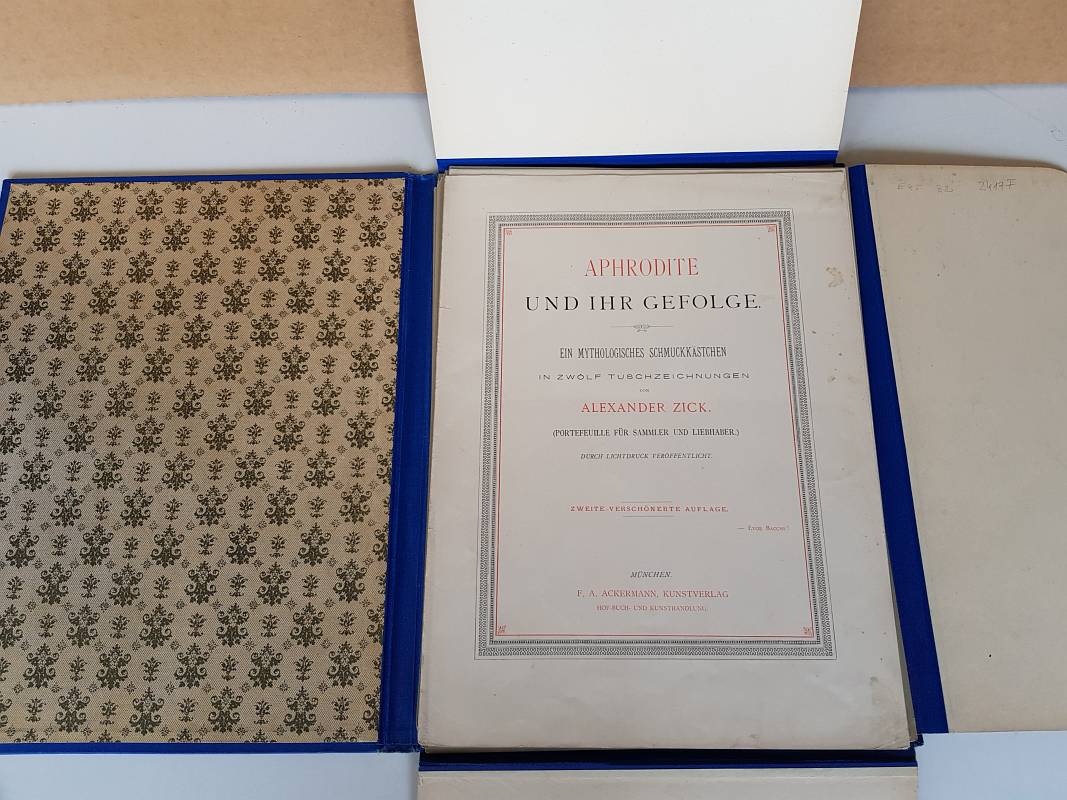 APHRODITE
UND IHR GEFOLGE.
EIN MYTHOLOGISCHES SCHMUCKKÄSTCHEN
IN ZWÖLF TUSCHZEICHNUNGEN
VON
ALEXANDER ZICK.
(PORTEFEUILLE FÜR SAMMLER UND LIEBHABER.)
DURCH LICHTDRUCK VERÖFFENTLICHT.
ZWEITE VERSCHÖNERTE AUFLAGE.
MÜNCHEN.
F. A. ACKERMANN, KUNSTVERLAG
HOF-BUCH- UND KUNSTHANDLUNG.
2417F